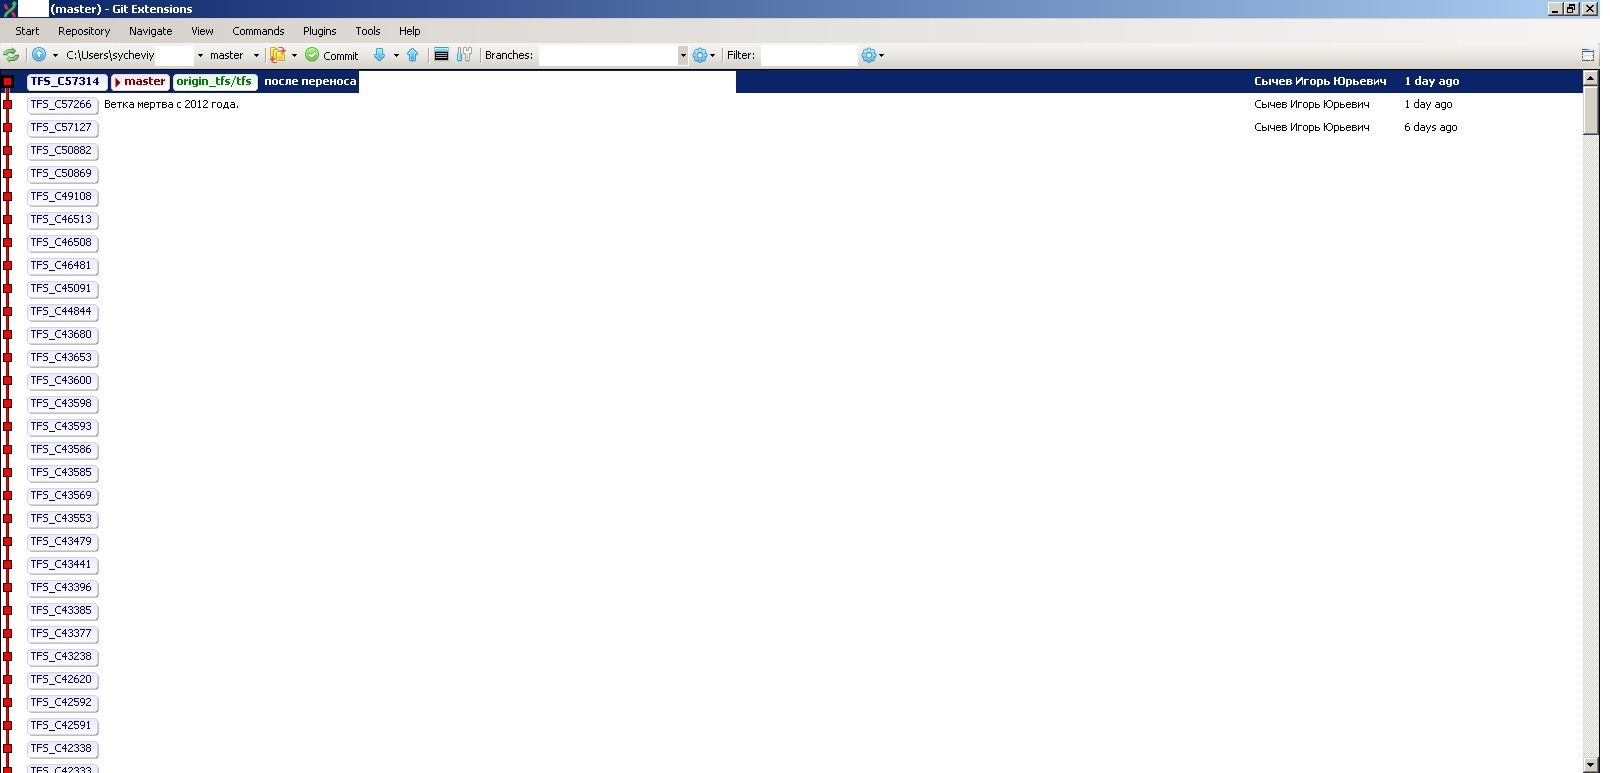 (master) - Git Extensions
Start Repository Navigate View Commands Plugins Tools Help
C:\Users\sycheviy master Commit Branches: Filter:
TFS_C57314 master origin_tfs/tfs после переноса Сычев Игорь Юрьевич 1 day ago
TFS_C57266 Ветка мертва с 2012 года. Сычев Игорь Юрьевич 1 day ago
TFS_C57127 Сычев Игорь Юрьевич 6 days ago
TFS_C50882
TFS_C50869
TFS_C49108
TFS_C46513
TFS_C46508
TFS_C46481
TFS_C45091
TFS_C44844
TFS_C43680
TFS_C43653
TFS_C43600
TFS_C43598
TFS_C43593
TFS_C43586
TFS_C43585
TFS_C43569
TFS_C43553
TFS_C43479
TFS_C43441
TFS_C43396
TFS_C43385
TFS_C43377
TFS_C43238
TFS_C42620
TFS_C42592
TFS_C42591
TFS_C42338
TFS_C42333